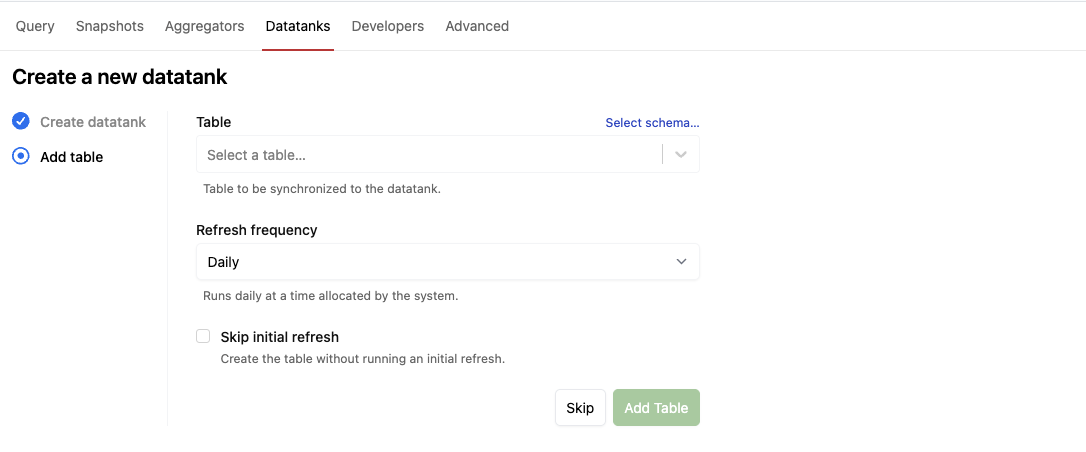 Query Snapshots Aggregators Datatanks Developers Advanced
Create a new datatank
Create datatank
Add table
Table Select schema...
Select a table...
Table to be synchronized to the datatank.
Refresh frequency
Daily
Runs daily at a time allocated by the system.
Skip initial refresh
Create the table without running an initial refresh.
Skip Add Table